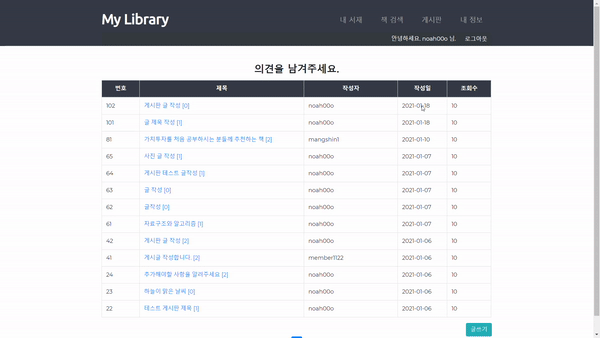 My Library
내 서재 책 검색 게시판 내 정보
안녕하세요. noah00o 님. 로그아웃
의견을 남겨주세요.
번호 제목 작성자 작성일 조회수
102 게시판 글 작성 [0] noah00o 2021-01-18 10
101 글 제목 작성 [1] noah00o 2021-01-18 10
81 가치투자를 처음 공부하시는 분들께 추천하는 책 [2] mangshin1 2021-01-10 10
65 사진 글 작성 [1] noah00o 2021-01-07 10
64 게시판 테스트 글작성 [1] noah00o 2021-01-07 10
63 글 작성 [0] noah00o 2021-01-07 10
62 글작성 [0] noah00o 2021-01-07 10
61 자료구조와 알고리즘 [1] noah00o 2021-01-07 10
42 게시판 글 작성 [2] noah00o 2021-01-06 10
41 게시글 작성합니다. [2] member1122 2021-01-06 10
24 추가해야할 사항을 알려주세요 [2] noah00o 2021-01-06 10
23 하늘이 맑은 날씨 [0] noah00o 2021-01-06 10
22 테스트 게시판 제목 [1] noah00o 2021-01-06 10
글쓰기